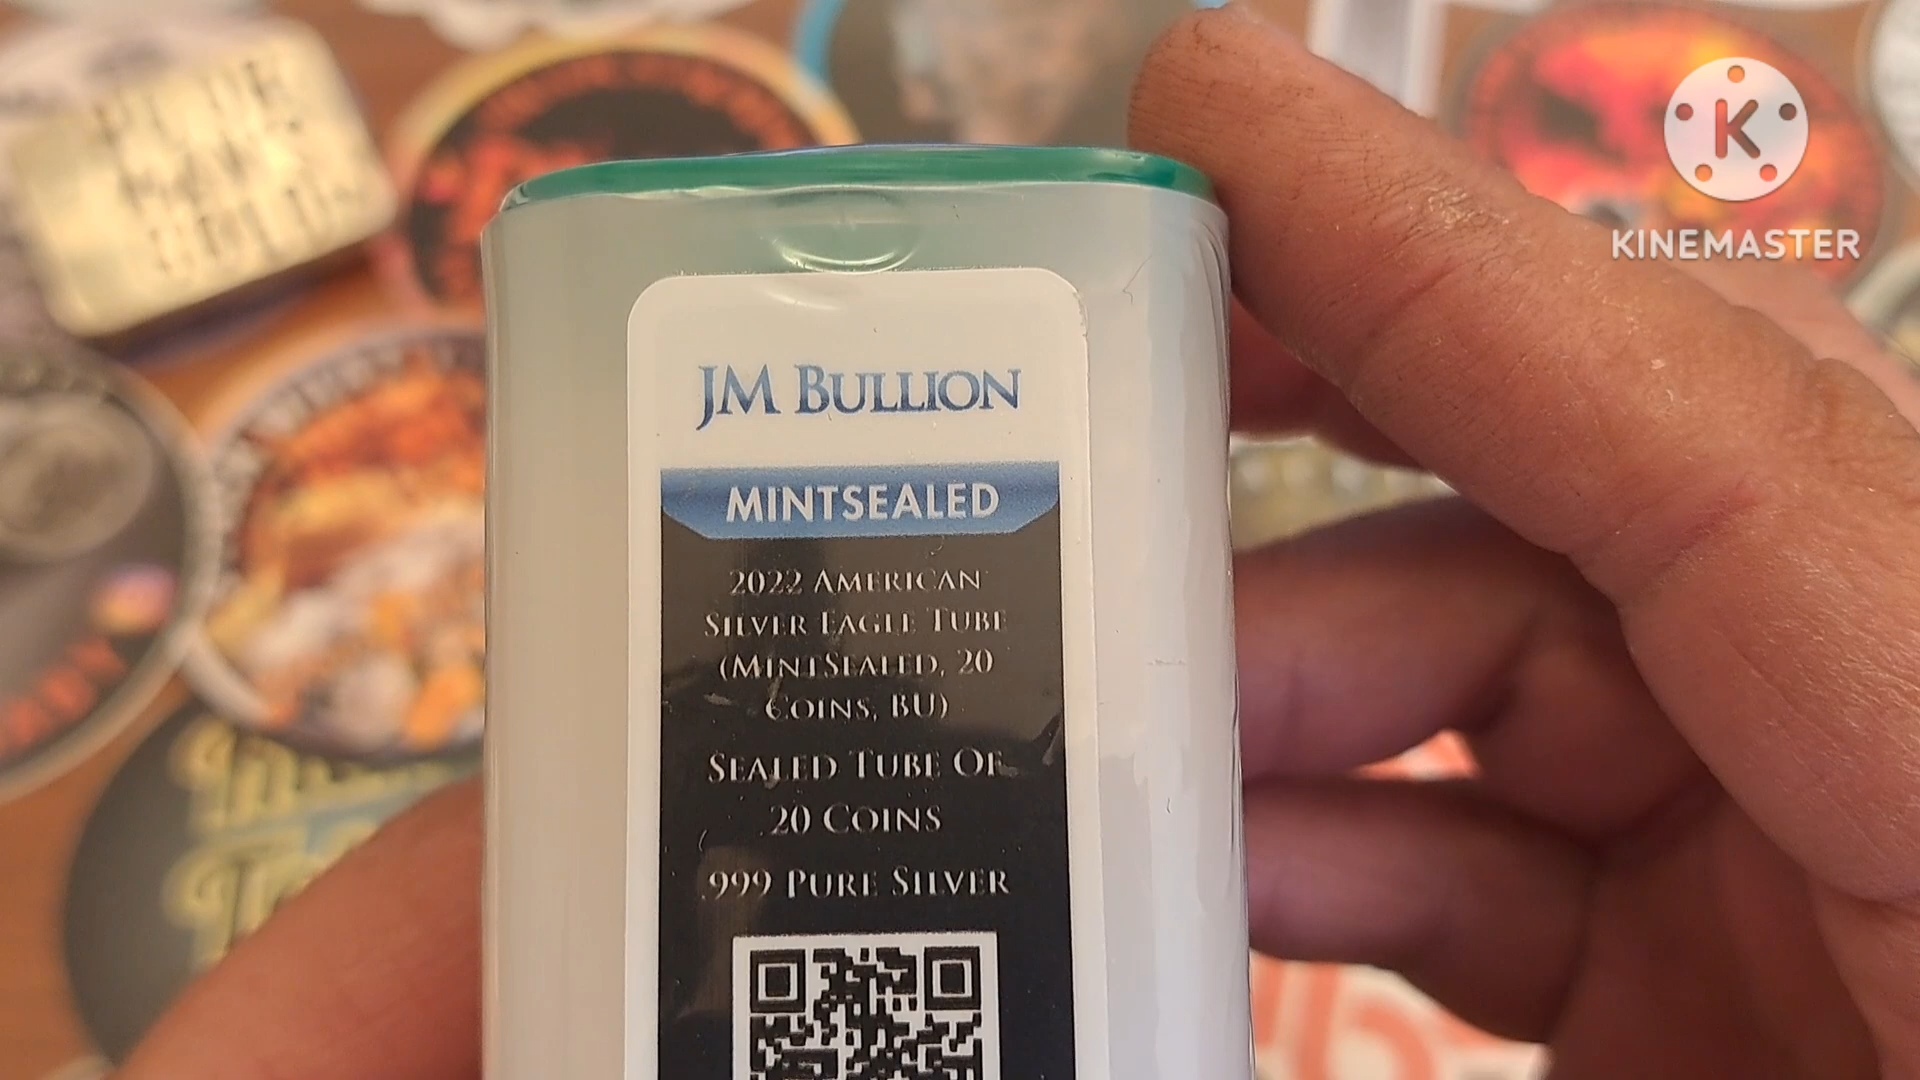 JM BULLION
MINTSEALED
2022 AMERICAN
SILVER EAGLE TUBE
(MINTSEALED, 20
COINS, BU)
SEALED TUBE OF
20 COINS
.999 PURE SILVER
KINEMASTER